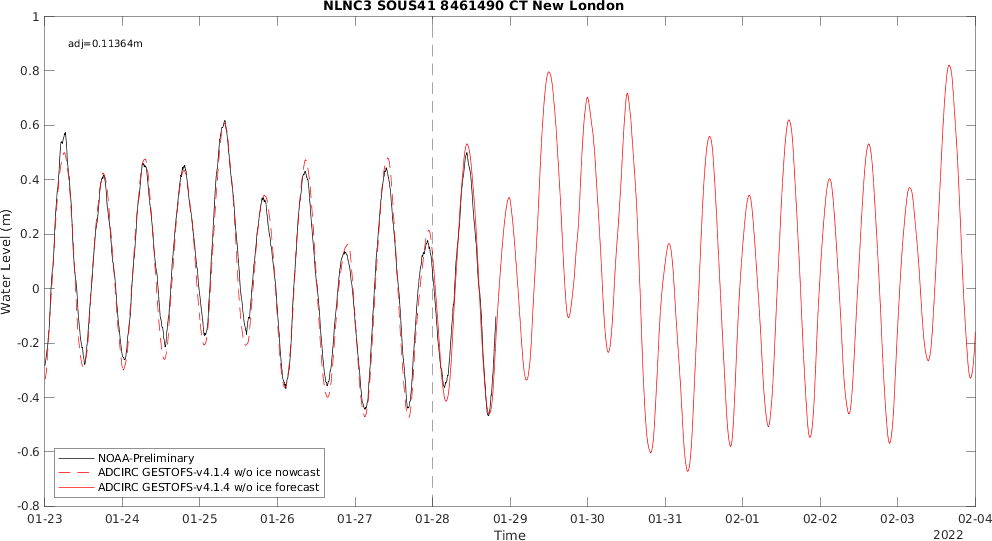 NLNC3 SOUS41 8461490 CT New London
adj=0.11364m
Water Level (m)
1
0.8
0.6
0.4
0.2
0
-0.2
-0.4
-0.6
-0.8
NOAA-Preliminary
ADCIRC GESTOFS-v4.1.4 w/o ice nowcast
ADCIRC GESTOFS-v4.1.4 w/o ice forecast
01-23 01-24 01-25 01-26 01-27 01-28 01-29 01-30 01-31 02-01 02-02 02-03 02-04
Time
2022